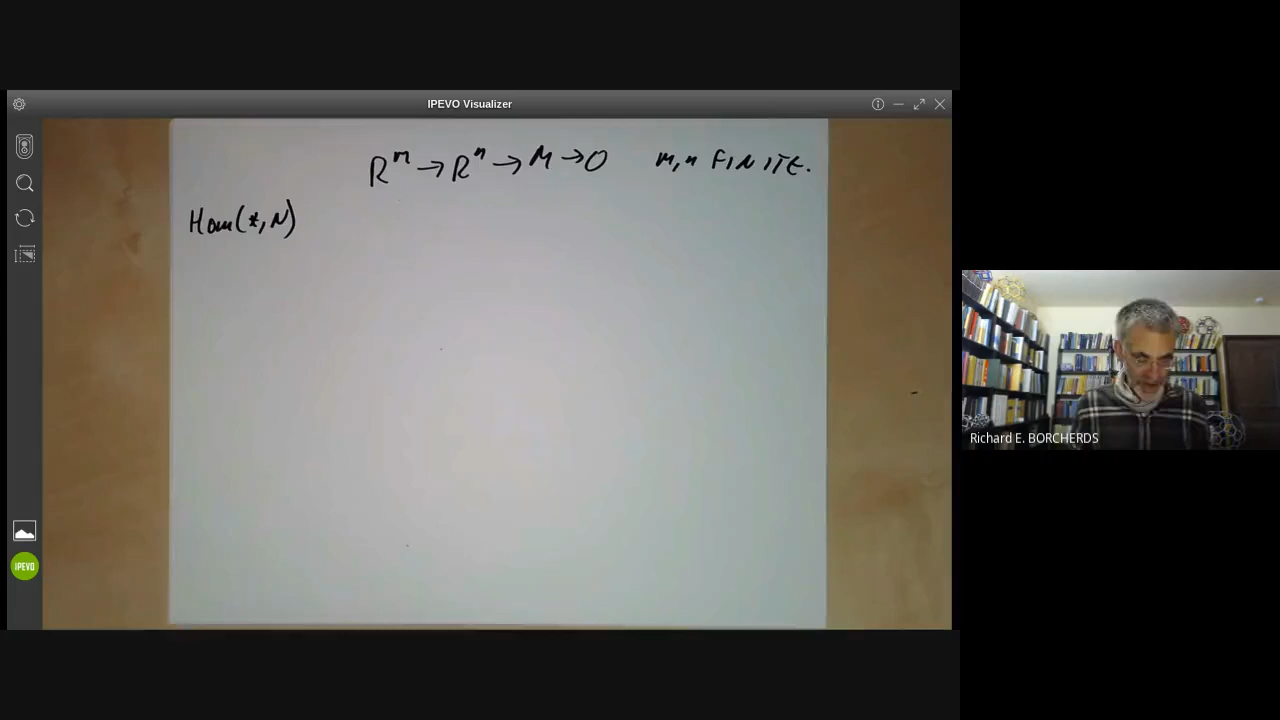 IPEVO Visualizer
R^m → R^n → M → 0 m, n FINITE.
Hom(*, N)
IPEVO
Richard E. BORCHERDS